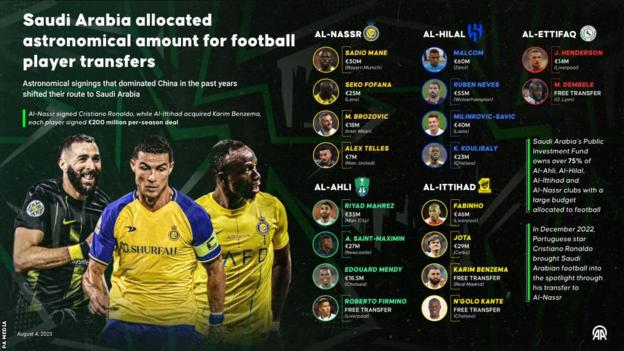 Saudi Arabia allocated
astronomical amount for football
player transfers
Astronomical signings that dominated China in the past years
shifted their route to Saudi Arabia
Al-Nassr signed Cristiano Ronaldo, while Al-Ittihad acquired Karim Benzema,
each player signed €200 million per-season deal
AL-NASSR
SADIO MANE
€30M
(Bayern Munich)
SEKO FOFANA
€25M
(Lens)
M. BROZOVIC
€18M
(Inter Milan)
ALEX TELLES
€7M
(Man. United)
AL-HILAL
MALCOM
€60M
(Zenit)
RUBEN NEVES
€55M
(Wolverhampton)
MILINKOVIC-SAVIC
€40M
(Lazio)
K. KOULIBALY
€23M
(Chelsea)
AL-ETTIFAQ
J. HENDERSON
€14M
(Liverpool)
M. DEMBELE
FREE TRANSFER
(O. Lyon)
AL-AHLI
RIYAD MAHREZ
€35M
(Man. City)
A. SAINT-MAXIMIN
€27M
(Newcastle)
EDOUARD MENDY
€18.5M
(Chelsea)
ROBERTO FIRMINO
FREE TRANSFER
(Liverpool)
AL-ITTIHAD
FABINHO
€46M
(Liverpool)
JOTA
€29M
(Celtic)
KARIM BENZEMA
FREE TRANSFER
(Real Madrid)
N'GOLO KANTE
FREE TRANSFER
(Chelsea)
Saudi Arabia's Public
Investment Fund
owns over 75% of
Al-Ahli, Al-Hilal,
Al-Ittihad and
Al-Nassr clubs with a
large budget
allocated to football
In December 2022,
Portuguese star
Cristiano Ronaldo
brought Saudi
Arabian football into
the spotlight through
his transfer to
Al-Nassr
ALSHURFAH
August 4, 2023
AA
PA MEDIA